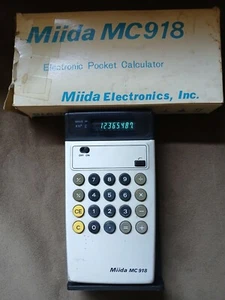 Miida MC918
Electronic Pocket Calculator
Miida Electronics, Inc.
12365487
OFF ON
7 8 9
4 5 6
CE 1 2 3
C 0
Miida MC918